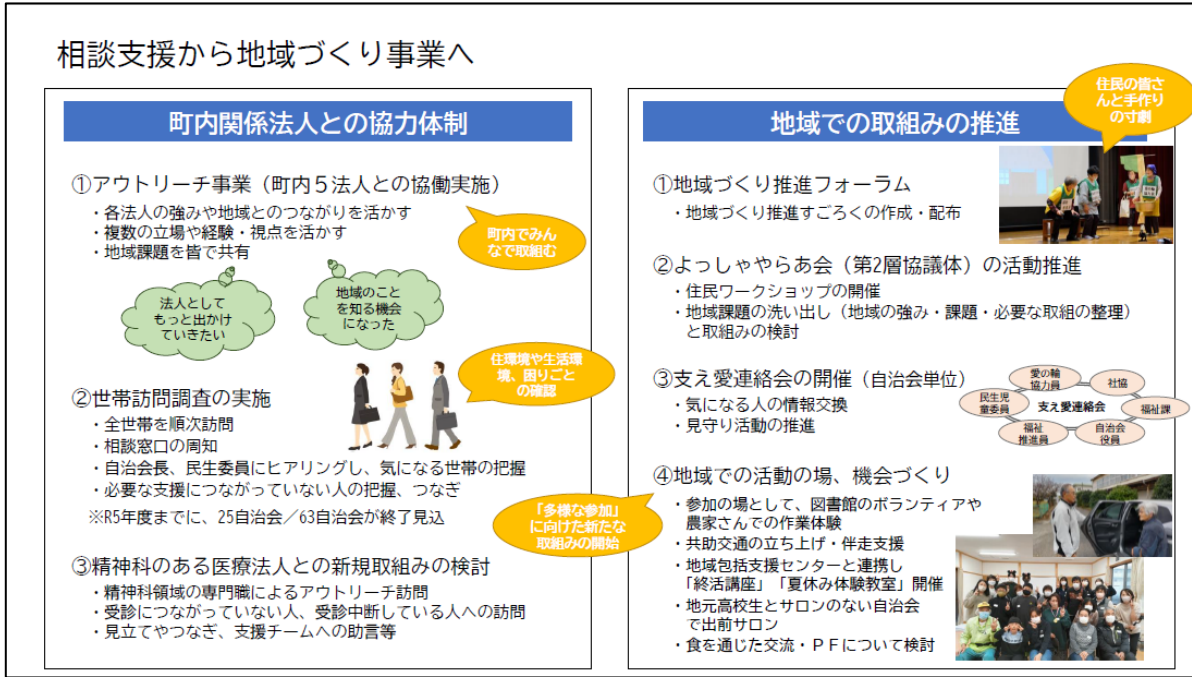 相談支援から地域づくり事業へ
町内関係法人との協力体制
①アウトリーチ事業（町内５法人との協働実施）
・各法人の強みや地域とのつながりを活かす
・複数の立場や経験・視点を活かす
・地域課題を皆で共有
町内でみん
なで取組む
法人として
もっと出かけ
ていきたい
地域のこと
を知る機会
になった
住環境や生活環
境、困りごと
の確認
②世帯訪問調査の実施
・全世帯を順次訪問
・相談窓口の周知
・自治会長、民生委員にヒアリングし、気になる世帯の把握
・必要な支援につながっていない人の把握、つなぎ
※R5年度までに、25自治会／63自治会が終了見込
③精神科のある医療法人との新規取組みの検討
・精神科領域の専門職によるアウトリーチ訪問
・受診につながっていない人、受診中断している人への訪問
・見立てやつなぎ、支援チームへの助言等
地域での取組みの推進
住民の皆さ
んと手作り
の寸劇
①地域づくり推進フォーラム
・地域づくり推進すごろくの作成・配布
②よっしゃやらあ会（第2層協議体）の活動推進
・住民ワークショップの開催
・地域課題の洗い出し（地域の強み・課題・必要な取組の整理）
と取組みの検討
③支え愛連絡会の開催（自治会単位）
・気になる人の情報交換
・見守り活動の推進
愛の輪
協力員
社協
民生児
童委員
支え愛連絡会
福祉課
福祉
推進員
自治会
役員
④地域での活動の場、機会づくり
「多様な参加」
に向けた新たな
取組みの開始
・参加の場として、図書館のボランティアや
農家さんでの作業体験
・共助交通の立ち上げ・伴走支援
・地域包括支援センターと連携し
「終活講座」「夏休み体験教室」開催
・地元高校生とサロンのない自治会
で出前サロン
・食を通じた交流・ＰＦについて検討